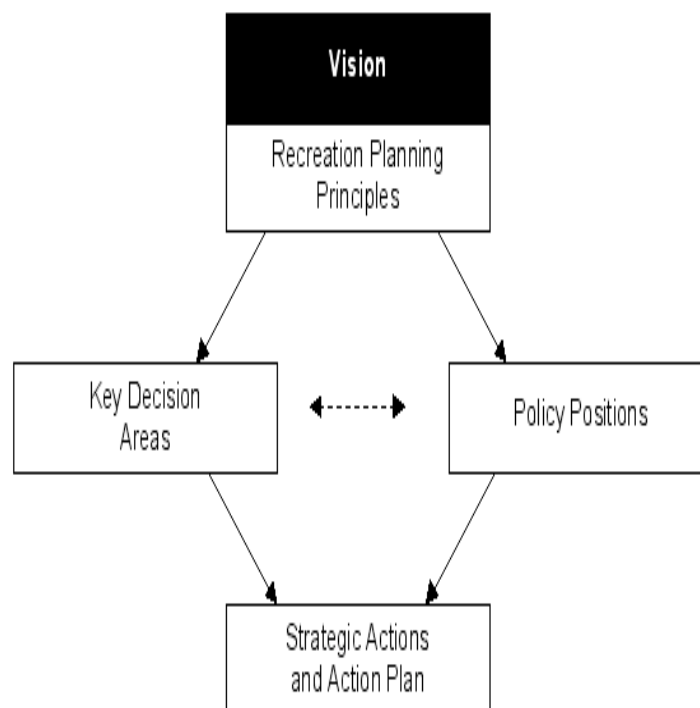 Vision
Recreation Planning
Principles
Key Decision
Areas
Policy Positions
Strategic Actions
and Action Plan